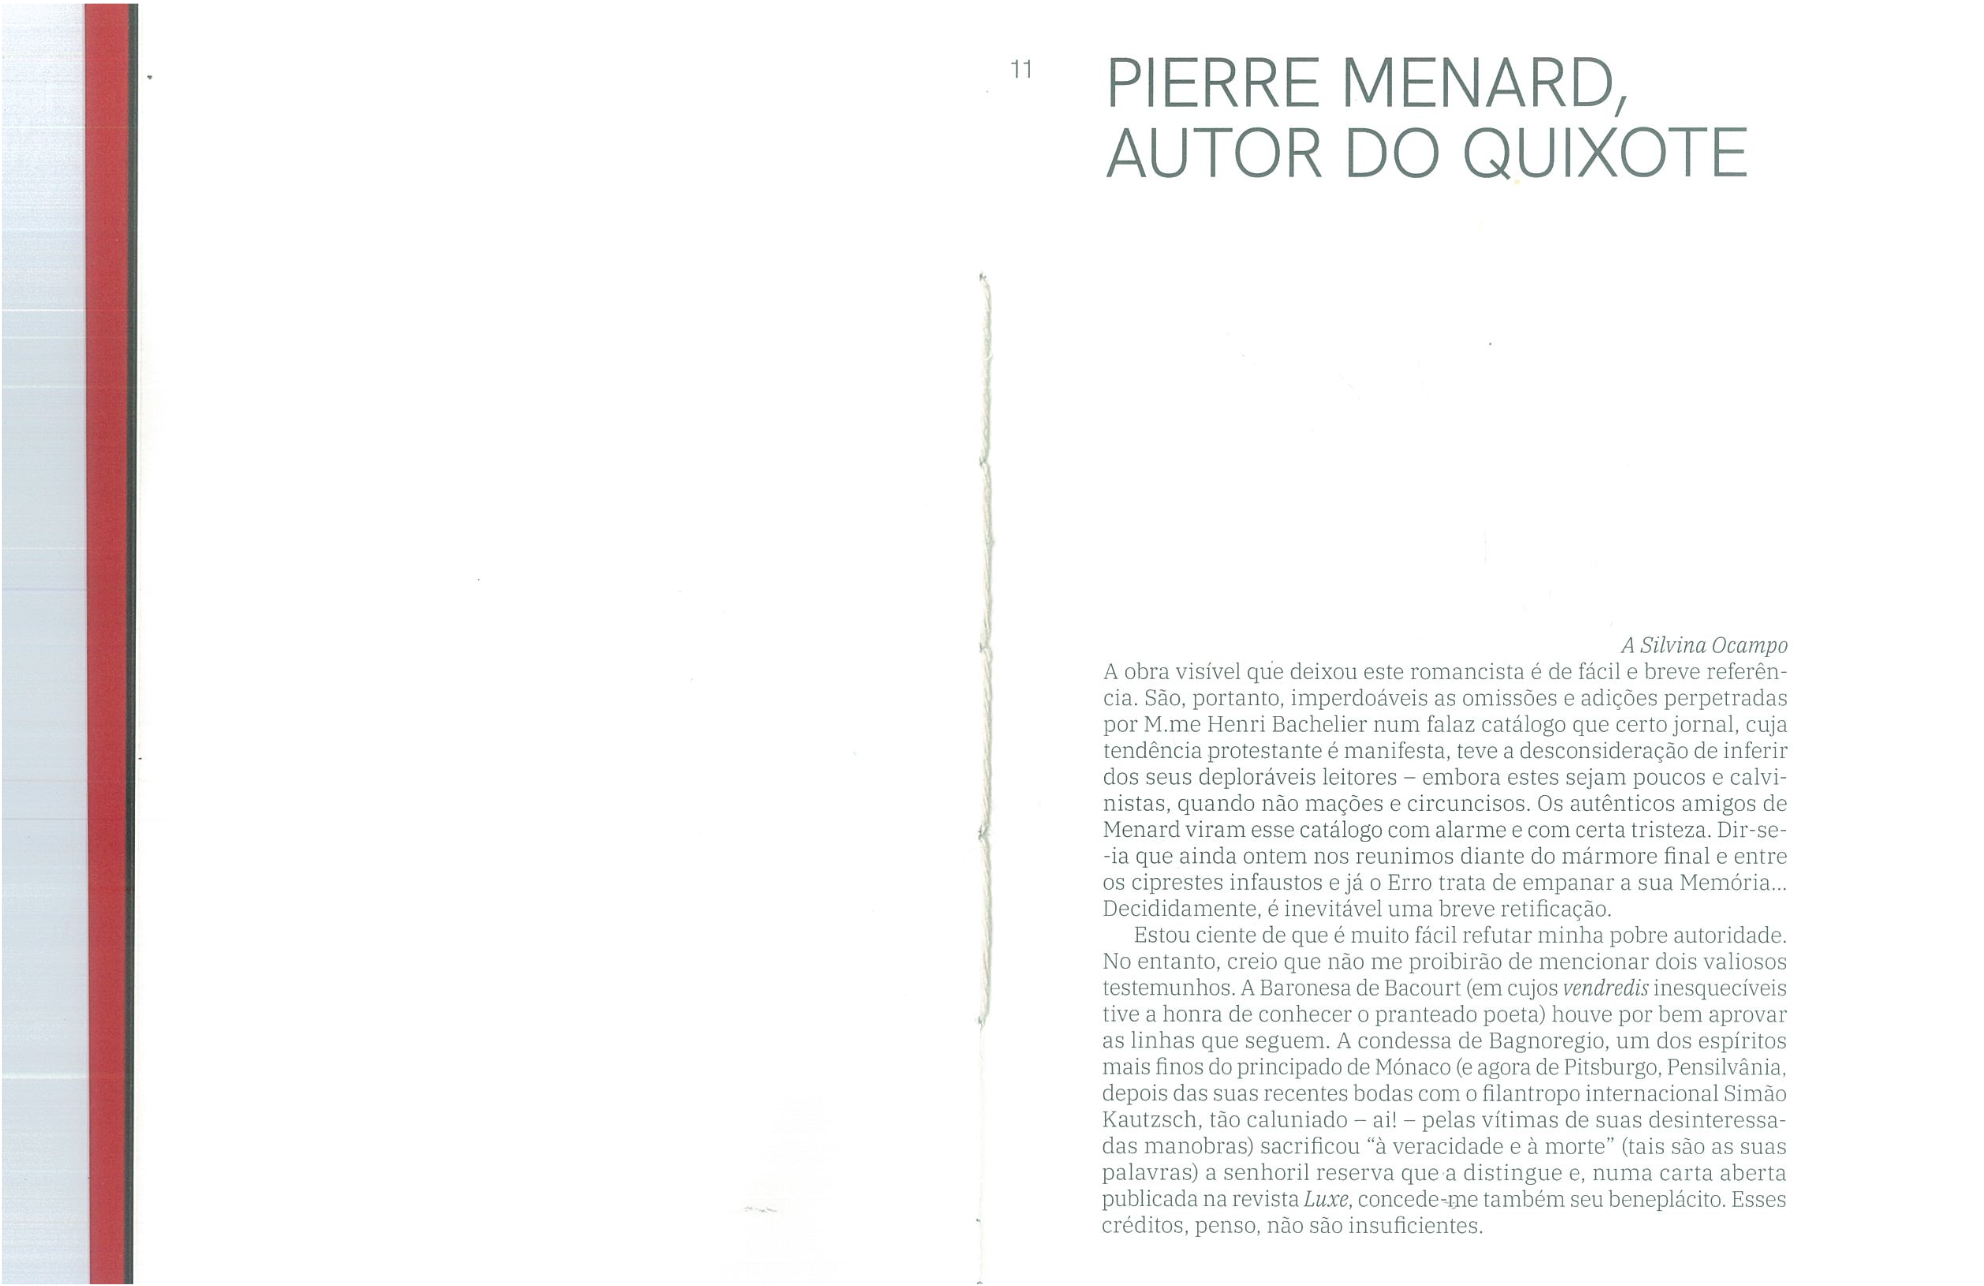 11
PIERRE MENARD,
AUTOR DO QUIXOTE
A Silvina Ocampo
A obra visível que deixou este romancista é de fácil e breve referên-
cia. São, portanto, imperdoáveis as omissões e adições perpetradas
por M.me Henri Bachelier num falaz catálogo que certo jornal, cuja
tendência protestante é manifesta, teve a desconsideração de inferir
dos seus deploráveis leitores – embora estes sejam poucos e calvi-
nistas, quando não mações e circuncisos. Os autênticos amigos de
Menard viram esse catálogo com alarme e com certa tristeza. Dir-se-
-ia que ainda ontem nos reunimos diante do mármore final e entre
os ciprestes infaustos e já o Erro trata de empanar a sua Memória...
Decididamente, é inevitável uma breve retificação.
Estou ciente de que é muito fácil refutar minha pobre autoridade.
No entanto, creio que não me proibirão de mencionar dois valiosos
testemunhos. A Baronesa de Bacourt (em cujos vendredis inesquecíveis
tive a honra de conhecer o pranteado poeta) houve por bem aprovar
as linhas que seguem. A condessa de Bagnoregio, um dos espíritos
mais finos do principado de Mónaco (e agora de Pitsburgo, Pensilvânia,
depois das suas recentes bodas com o filantropo internacional Simão
Kautzsch, tão caluniado – ai! – pelas vítimas de suas desinteressa-
das manobras) sacrificou “à veracidade e à morte” (tais são as suas
palavras) a senhoril reserva que a distingue e, numa carta aberta
publicada na revista Luxe, concede-me também seu beneplácito. Esses
créditos, penso, não são insuficientes.